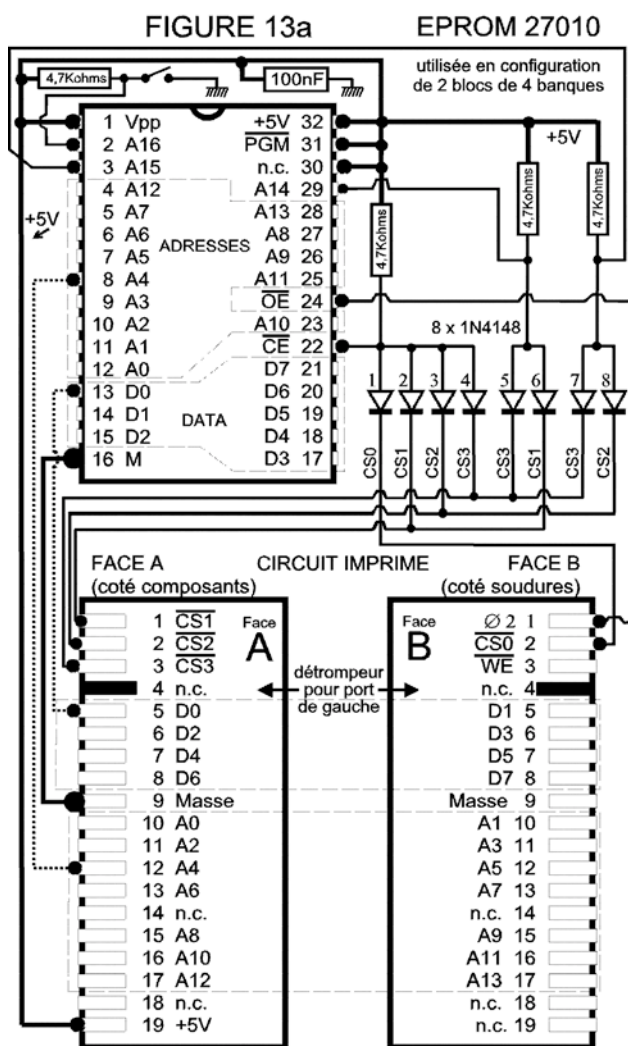 FIGURE 13a EPROM 27010
utilisée en configuration
de 2 blocs de 4 banques
4,7Kohms
100nF
+5V
+5V
1 Vpp +5V 32
2 A16 PGM 31
3 A15 n.c. 30
4 A12 A14 29
5 A7 A13 28
6 A6 A8 27
7 A5 A9 26
8 A4 A11 25
9 A3 OE 24
10 A2 A10 23
11 A1 CE 22
12 A0 D7 21
13 D0 D6 20
14 D1 D5 19
15 D2 D4 18
16 M D3 17
ADRESSES
DATA
4,7Kohms
4,7Kohms
4,7Kohms
8 x 1N4148
1 2 3 4 5 6 7 8
CS0 CS1 CS2 CS3 CS3 CS1 CS3 CS2
FACE A CIRCUIT IMPRIME FACE B
(coté composants) (coté soudures)
Face
A
Face
B
détrompeur
pour port
de gauche
1 CS1
2 CS2
3 CS3
4 n.c.
5 D0
6 D2
7 D4
8 D6
9 Masse
10 A0
11 A2
12 A4
13 A6
14 n.c.
15 A8
16 A10
17 A12
18 n.c.
19 +5V
Ø 2 1
CS0 2
WE 3
n.c. 4
D1 5
D3 6
D5 7
D7 8
Masse 9
A1 10
A3 11
A5 12
A7 13
n.c. 14
A9 15
A11 16
A13 17
n.c. 18
n.c. 19